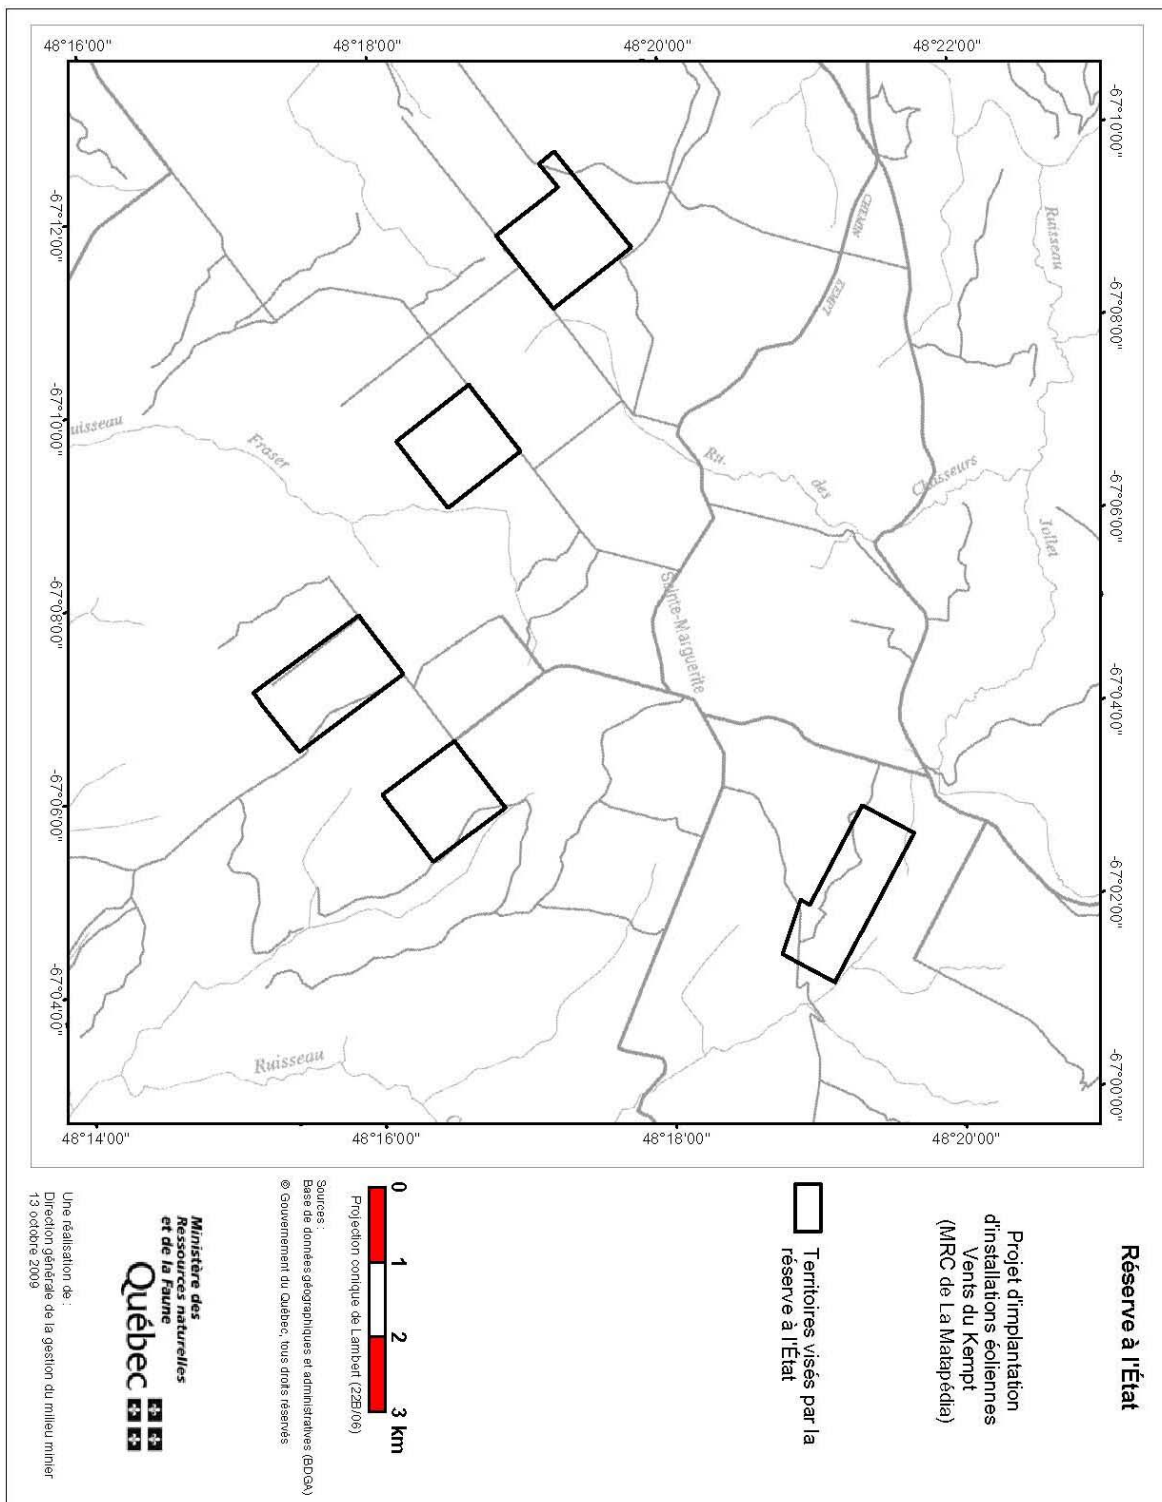 Réserve à l'État
Projet d'implantation
d'installations éoliennes
Vents du Kempt
(MRC de La Matapédia)
Territoires visés par la
réserve à l'État
0 1 2 3 km
Projection conique de Lambert (22B/06)
Sources :
Base de données géographiques et administratives (BDGA)
© Gouvernement du Québec, tous droits réservés
Ministère des
Ressources naturelles
et de la Faune
Québec
Une réalisation de :
Direction générale de la gestion du milieu minier
13 octobre 2009
48°16'00" 48°18'00" 48°20'00" 48°22'00"
-67°10'00"
-67°08'00"
-67°06'00"
-67°04'00"
-67°02'00"
-67°00'00"
-67°12'00"
-67°10'00"
-67°08'00"
-67°06'00"
-67°04'00"
48°14'00" 48°16'00" 48°18'00" 48°20'00"
Ruisseau
Jollet
CHEMIN
KEMPT
Rui.
des
Chasseurs
Sainte-Marguerite
uisseau
Fraser
Ruisseau